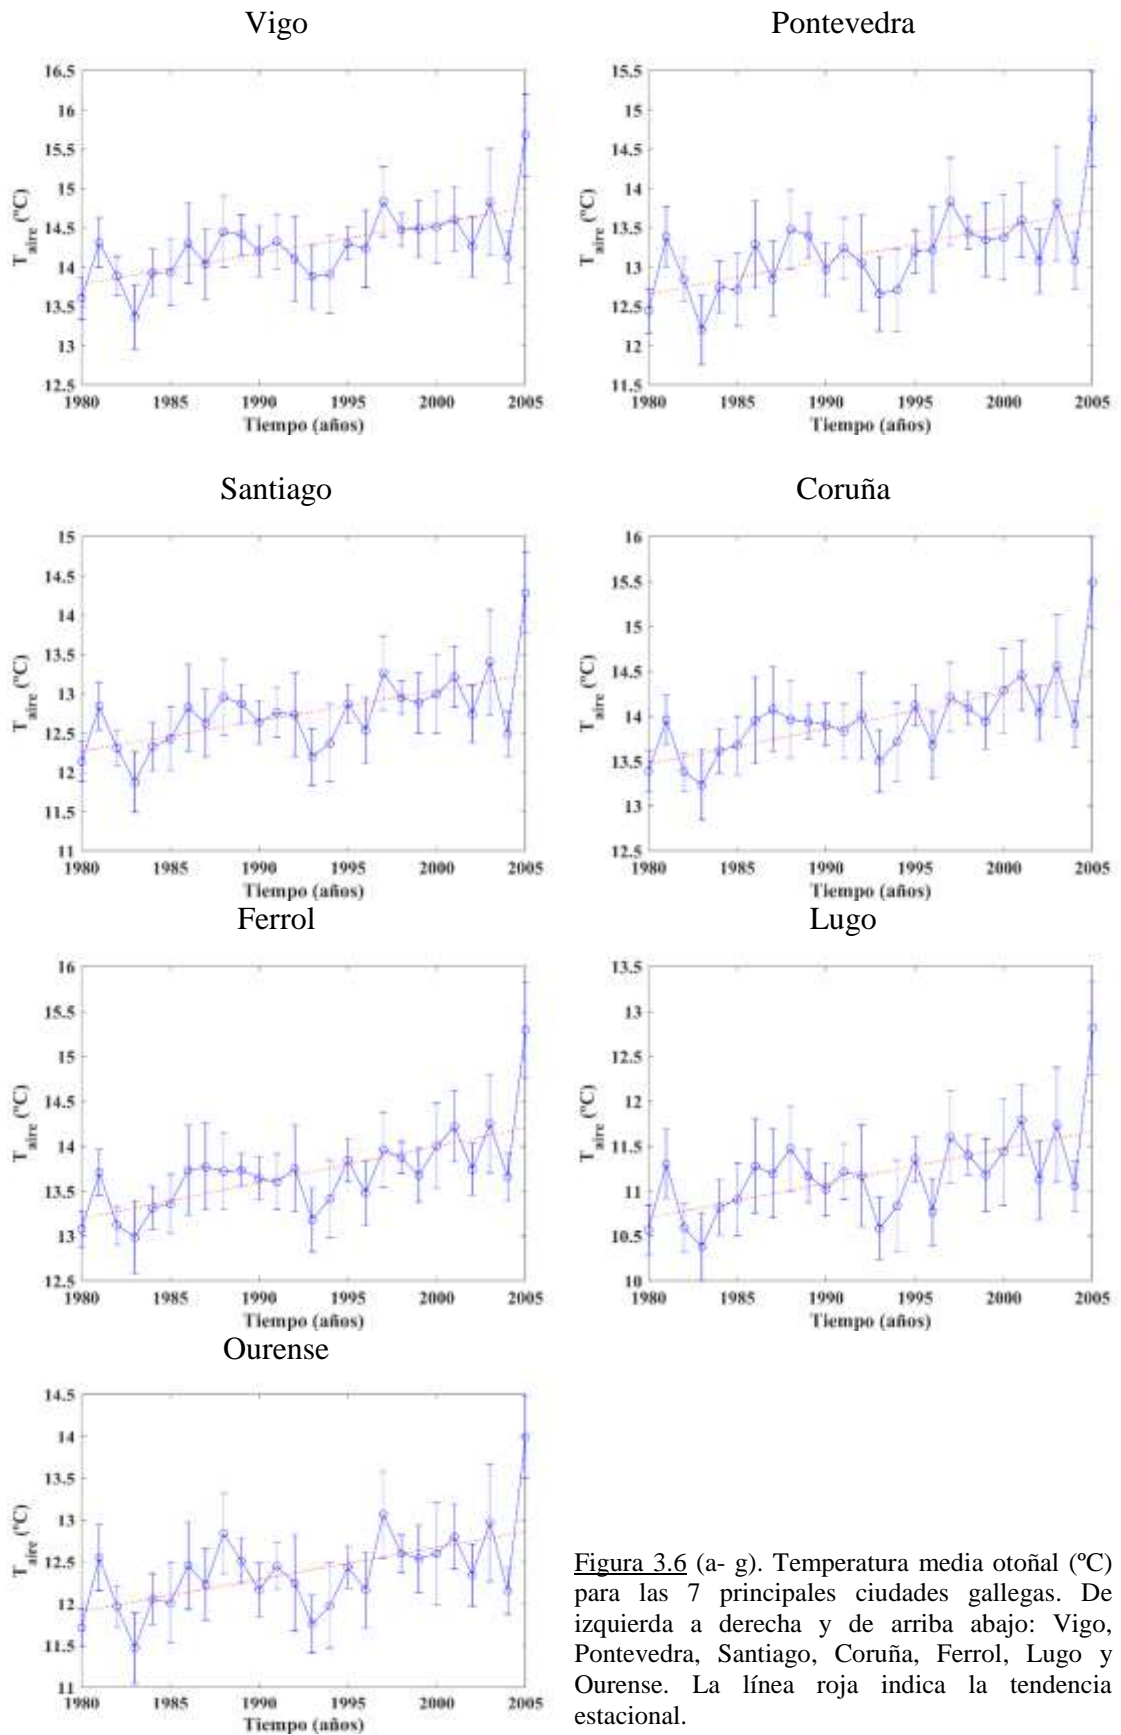 Vigo
Pontevedra
16.5
16
15.5
15
14.5
14
13.5
13
12.5
T aire (ºC)
1980 1985 1990 1995 2000 2005
Tiempo (años)
15.5
15
14.5
14
13.5
13
12.5
12
11.5
T aire (ºC)
1980 1985 1990 1995 2000 2005
Tiempo (años)
Santiago
Coruña
15
14.5
14
13.5
13
12.5
12
11.5
11
T aire (ºC)
1980 1985 1990 1995 2000 2005
Tiempo (años)
16
15.5
15
14.5
14
13.5
13
12.5
T aire (ºC)
1980 1985 1990 1995 2000 2005
Tiempo (años)
Ferrol
Lugo
16
15.5
15
14.5
14
13.5
13
12.5
T aire (ºC)
1980 1985 1990 1995 2000 2005
Tiempo (años)
13.5
13
12.5
12
11.5
11
10.5
10
T aire (ºC)
1980 1985 1990 1995 2000 2005
Tiempo (años)
Ourense
14.5
14
13.5
13
12.5
12
11.5
11
T aire (ºC)
1980 1985 1990 1995 2000 2005
Tiempo (años)
Figura 3.6 (a- g). Temperatura media otoñal (ºC)
para las 7 principales ciudades gallegas. De
izquierda a derecha y de arriba abajo: Vigo,
Pontevedra, Santiago, Coruña, Ferrol, Lugo y
Ourense. La línea roja indica la tendencia
estacional.